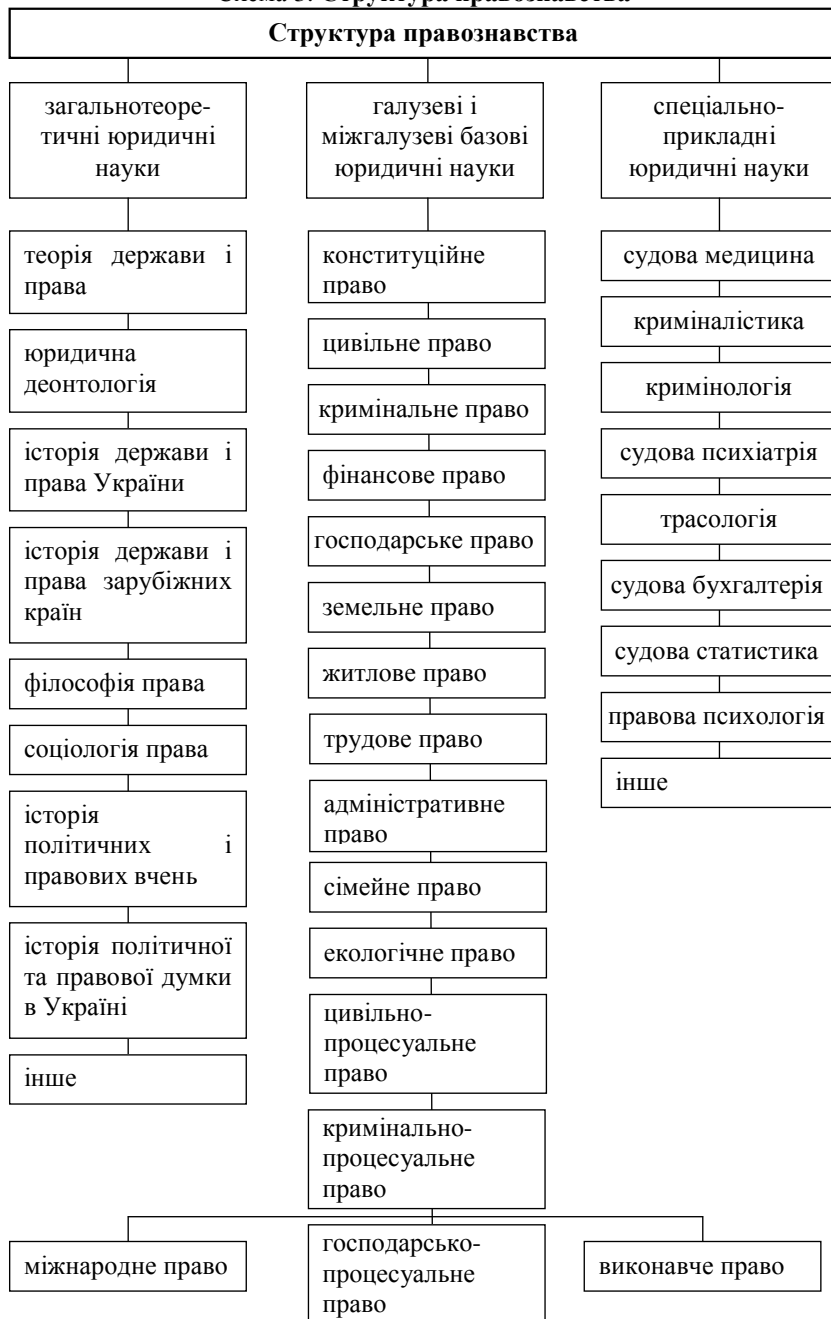 Схема 3. Структура правознавства
Структура правознавства
загальнотеоре-
тичні юридичні
науки
теорія держави і
права
юридична
деонтологія
історія держави і
права України
історія держави і
права зарубіжних
країн
філософія права
соціологія права
історія
політичних і
правових вчень
історія політичної
та правової думки
в Україні
інше
галузеві і
міжгалузеві базові
юридичні науки
конституційне
право
цивільне право
кримінальне право
фінансове право
господарське право
земельне право
житлове право
трудове право
адміністративне
право
сімейне право
екологічне право
цивільно-
процесуальне
право
кримінально-
процесуальне
право
спеціально-
прикладні
юридичні науки
судова медицина
криміналістика
кримінологія
судова психіатрія
трасологія
судова бухгалтерія
судова статистика
правова психологія
інше
міжнародне право
господарсько-
процесуальне
право
виконавче право